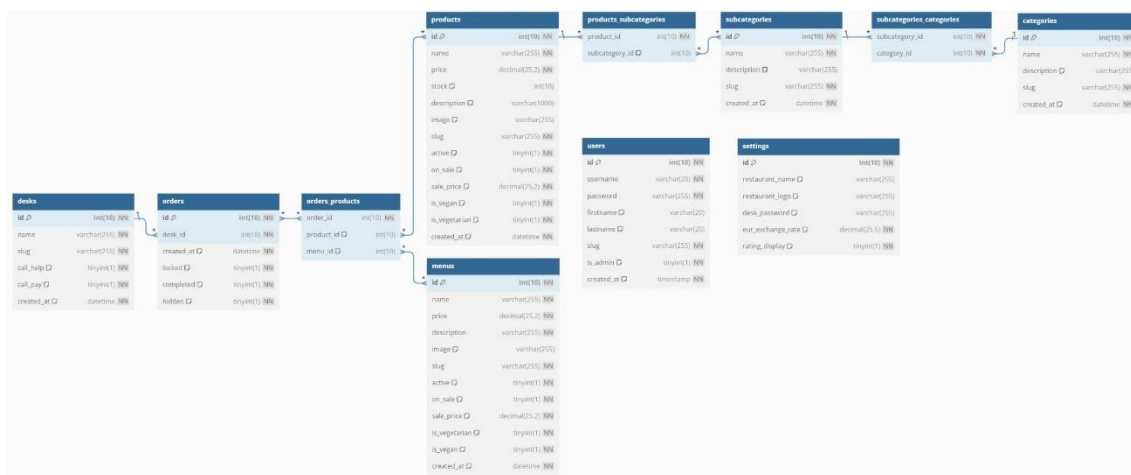 products
id int(10) NN
name varchar(255) NN
price decimal(25,2) NN
stock int(10)
description varchar(1000)
image varchar(255)
slug varchar(255) NN
active tinyint(1) NN
on_sale tinyint(1) NN
sale_price decimal(25,2) NN
is_vegan tinyint(1) NN
is_vegetarian tinyint(1) NN
created_at datetime NN
products_subcategories
product_id int(10) NN
subcategory_id int(10)
subcategories
id int(10) NN
name varchar(255) NN
description varchar(255)
slug varchar(255) NN
created_at datetime NN
subcategories_categories
subcategory_id int(10) NN
category_id int(10) NN
categories
id int(10) NN
name varchar(255) NN
description varchar(255
slug varchar(255) NN
created_at datetime NN
users
id int(10) NN
username varchar(20) NN
password varchar(255) NN
firstname varchar(20)
lastname varchar(20)
slug varchar(255) NN
is_admin tinyint(1) NN
created_at timestamp NN
settings
id int(10) NN
restaurant_name varchar(255)
restaurant_logo varchar(255)
desk_password varchar(255)
eur_exchange_rate decimal(25,5) NN
rating_display tinyint(1) NN
desks
id int(10) NN
name varchar(255) NN
slug varchar(255) NN
call_help tinyint(1) NN
call_pay tinyint(1) NN
created_at datetime NN
orders
id int(10) NN
desk_id int(10) NN
created_at datetime NN
locked tinyint(1) NN
completed tinyint(1) NN
hidden tinyint(1) NN
orders_products
order_id int(10) NN
product_id int(10)
menu_id int(10)
menus
id int(10) NN
name varchar(255) NN
price decimal(25,2) NN
description varchar(255) NN
image varchar(255)
slug varchar(255) NN
active tinyint(1) NN
on_sale tinyint(1) NN
sale_price decimal(25,2) NN
is_vegetarian tinyint(1) NN
is_vegan tinyint(1) NN
created_at datetime NN